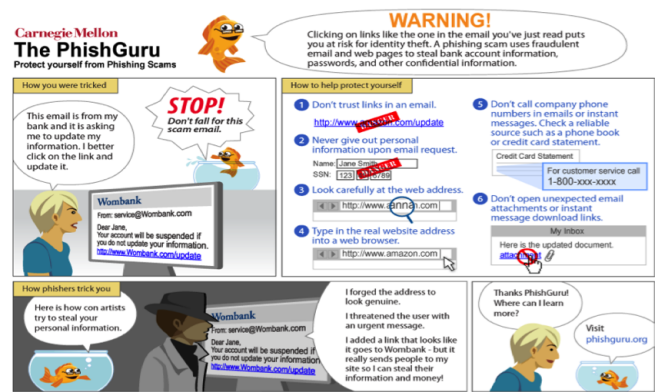 Carnegie Mellon
The PhishGuru
Protect yourself from Phishing Scams
WARNING!
Clicking on links like the one in the email you've just read puts
you at risk for identity theft. A phishing scam uses fraudulent
email and web pages to steal bank account information,
passwords, and other confidential information.
How you were tricked
This email is from my
bank and it is asking
me to update my
information. I better
click on the link and
update it.
STOP!
Don't fall for this
scam email.
Wombank
From: service@Wombank.com
Dear Jane,
Your account will be suspended if
you do not update your information.
http://www.Wombank.com/update
How to help protect yourself
1 Don't trust links in an email.
http://www.amazon.com/update
DANGER
2 Never give out personal
information upon email request.
Name: Jane Smith
SSN: 123 6789
DANGER
3 Look carefully at the web address.
http://www.annan.com
4 Type in the real website address
into a web browser.
http://www.amazon.com
5 Don't call company phone
numbers in emails or instant
messages. Check a reliable
source such as a phone book
or credit card statement.
Credit Card Statement
For customer service call
1-800-xxx-xxxx
6 Don't open unexpected email
attachments or instant
message download links.
My Inbox
Here is the updated document.
attachment
How phishers trick you
Here is how con artists
try to steal your
personal information.
Wombank
From: service@Wombank.com
Dear Jane,
Your account will be suspended if
you do not update your information
http://www.Wombank.com/update
I forged the address to
look genuine.
I threatened the user with
an urgent message.
I added a link that looks like
it goes to Wombank - but it
really sends people to my
site so I can steal their
information and money!
Thanks PhishGuru!
Where can I learn
more?
Visit
phishguru.org